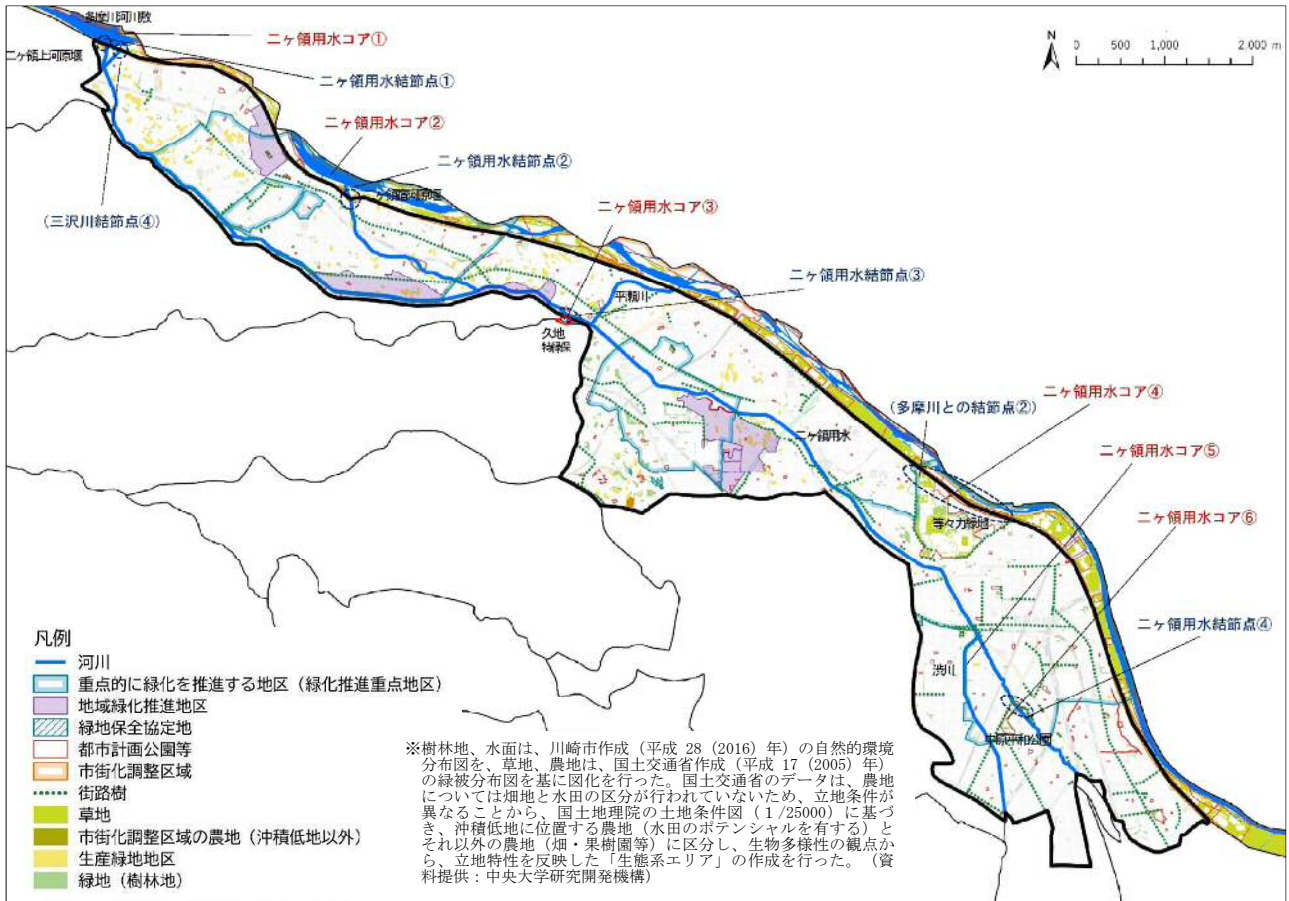 多摩川河川敷
二ヶ領用水コア①
二ヶ領上河原堰
二ヶ領用水結節点①
N
0 500 1,000 2,000 m
二ヶ領用水コア②
二ヶ領用水結節点②
二ヶ領宿河原堰
(三沢川結節点④)
二ヶ領用水コア③
二ヶ領用水結節点③
平瀬川
久地
特緑保
(多摩川との結節点②)
二ヶ領用水コア④
二ヶ領用水
二ヶ領用水コア⑤
等々力緑地
二ヶ領用水コア⑥
二ヶ領用水結節点④
渋川
中原平和公園
凡例
河川
重点的に緑化を推進する地区（緑化推進重点地区）
地域緑化推進地区
緑地保全協定地
都市計画公園等
市街化調整区域
街路樹
草地
市街化調整区域の農地（沖積低地以外）
生産緑地地区
緑地（樹林地）
※樹林地、水面は、川崎市作成（平成 28（2016）年）の自然的環境
分布図を、草地、農地は、国土交通省作成（平成 17（2005）年）
の緑被分布図を基に図化を行った。国土交通省のデータは、農地
については畑地と水田の区分が行われていないため、立地条件が
異なることから、国土地理院の土地条件図（1/25000）に基づ
き、沖積低地に位置する農地（水田のポテンシャルを有する）と
それ以外の農地（畑・果樹園等）に区分し、生物多様性の観点か
ら、立地特性を反映した「生態系エリア」の作成を行った。（資
料提供：中央大学研究開発機構）